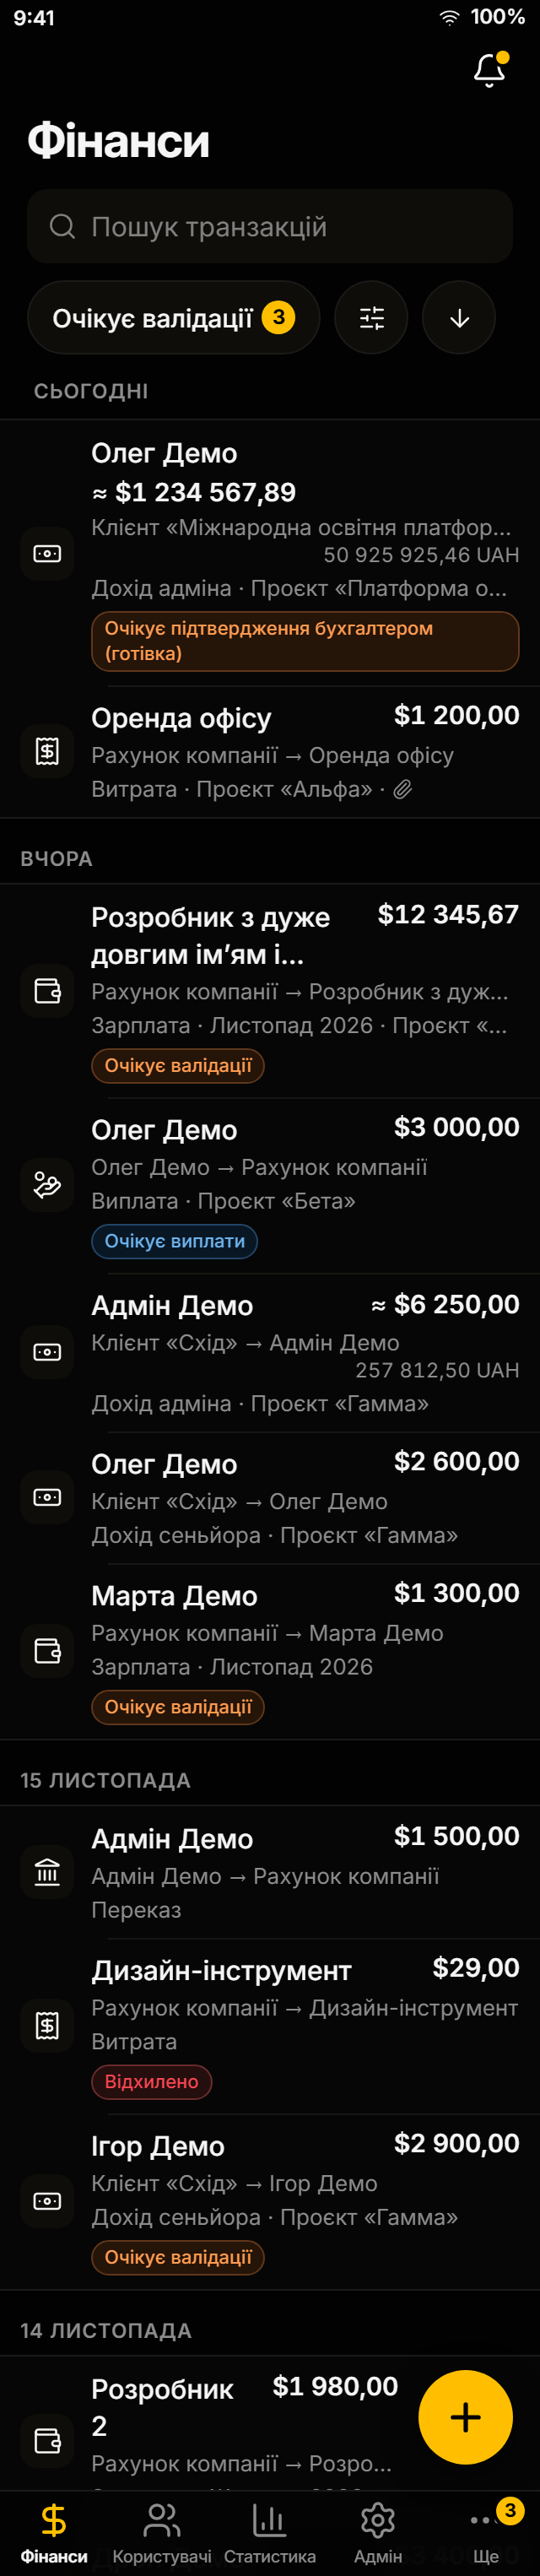 9:41
100%
Фінанси
Пошук транзакцій
Очікує валідації 3
СЬОГОДНІ
Олег Демо
≈ $1 234 567,89
Клієнт «Міжнародна освітня платфор...
50 925 925,46 UAH
Дохід адміна · Проєкт «Платформа о...
Очікує підтвердження бухгалтером
(готівка)
Оренда офісу $1 200,00
Рахунок компанії → Оренда офісу
Витрата · Проєкт «Альфа» ·
ВЧОРА
Розробник з дуже $12 345,67
довгим ім’ям і...
Рахунок компанії → Розробник з дуж...
Зарплата · Листопад 2026 · Проєкт «...
Очікує валідації
Олег Демо $3 000,00
Олег Демо → Рахунок компанії
Виплата · Проєкт «Бета»
Очікує виплати
Адмін Демо ≈ $6 250,00
Клієнт «Схід» → Адмін Демо
257 812,50 UAH
Дохід адміна · Проєкт «Гамма»
Олег Демо $2 600,00
Клієнт «Схід» → Олег Демо
Дохід сеньйора · Проєкт «Гамма»
Марта Демо $1 300,00
Рахунок компанії → Марта Демо
Зарплата · Листопад 2026
Очікує валідації
15 ЛИСТОПАДА
Адмін Демо $1 500,00
Адмін Демо → Рахунок компанії
Переказ
Дизайн-інструмент $29,00
Рахунок компанії → Дизайн-інструмент
Витрата
Відхилено
Ігор Демо $2 900,00
Клієнт «Схід» → Ігор Демо
Дохід сеньйора · Проєкт «Гамма»
Очікує валідації
14 ЛИСТОПАДА
Розробник $1 980,00
2
Рахунок компанії → Розро...
3
Фінанси Користувачі Статистика Адмін Ще